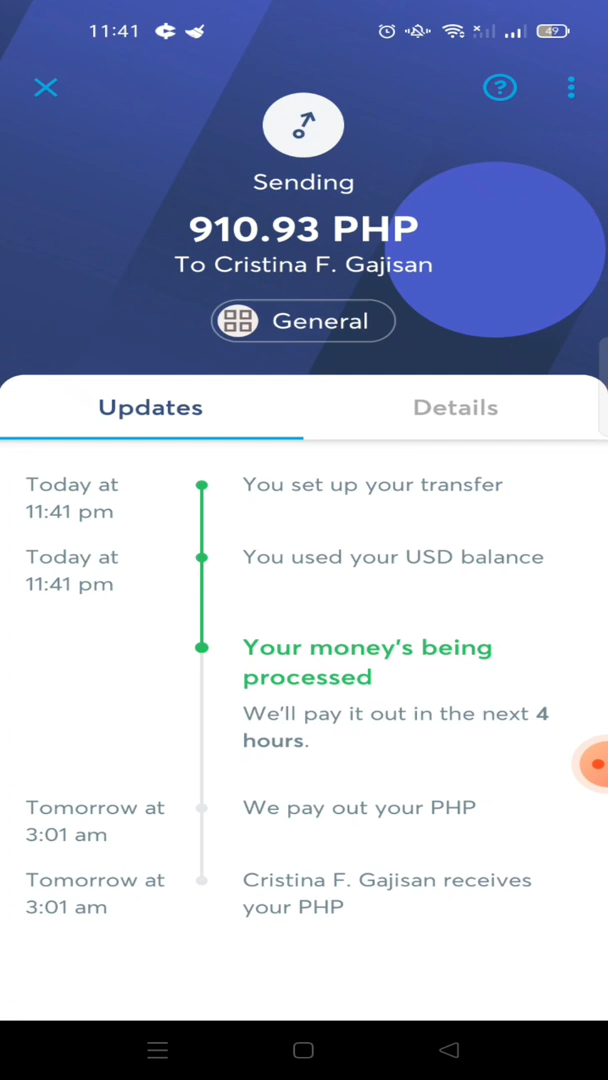 11:41
49
?
Sending
910.93 PHP
To Cristina F. Gajisan
General
Updates
Details
Today at
11:41 pm
You set up your transfer
Today at
11:41 pm
You used your USD balance
Your money's being
processed
We'll pay it out in the next 4
hours.
Tomorrow at
3:01 am
We pay out your PHP
Tomorrow at
3:01 am
Cristina F. Gajisan receives
your PHP